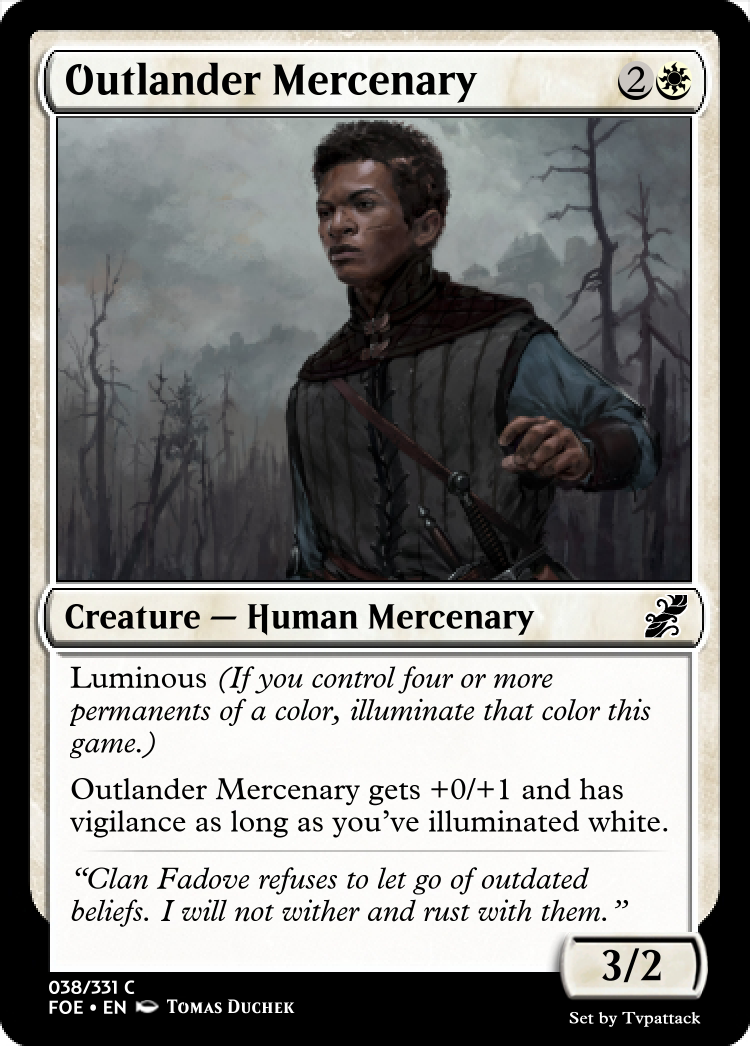 Outlander Mercenary 2
Creature — Human Mercenary
Luminous (If you control four or more
permanents of a color, illuminate that color this
game.)
Outlander Mercenary gets +0/+1 and has
vigilance as long as you’ve illuminated white.
“Clan Fadove refuses to let go of outdated
beliefs. I will not wither and rust with them.”
3/2
038/331 C
FOE • EN Tomas Duchek
Set by Tvpattack